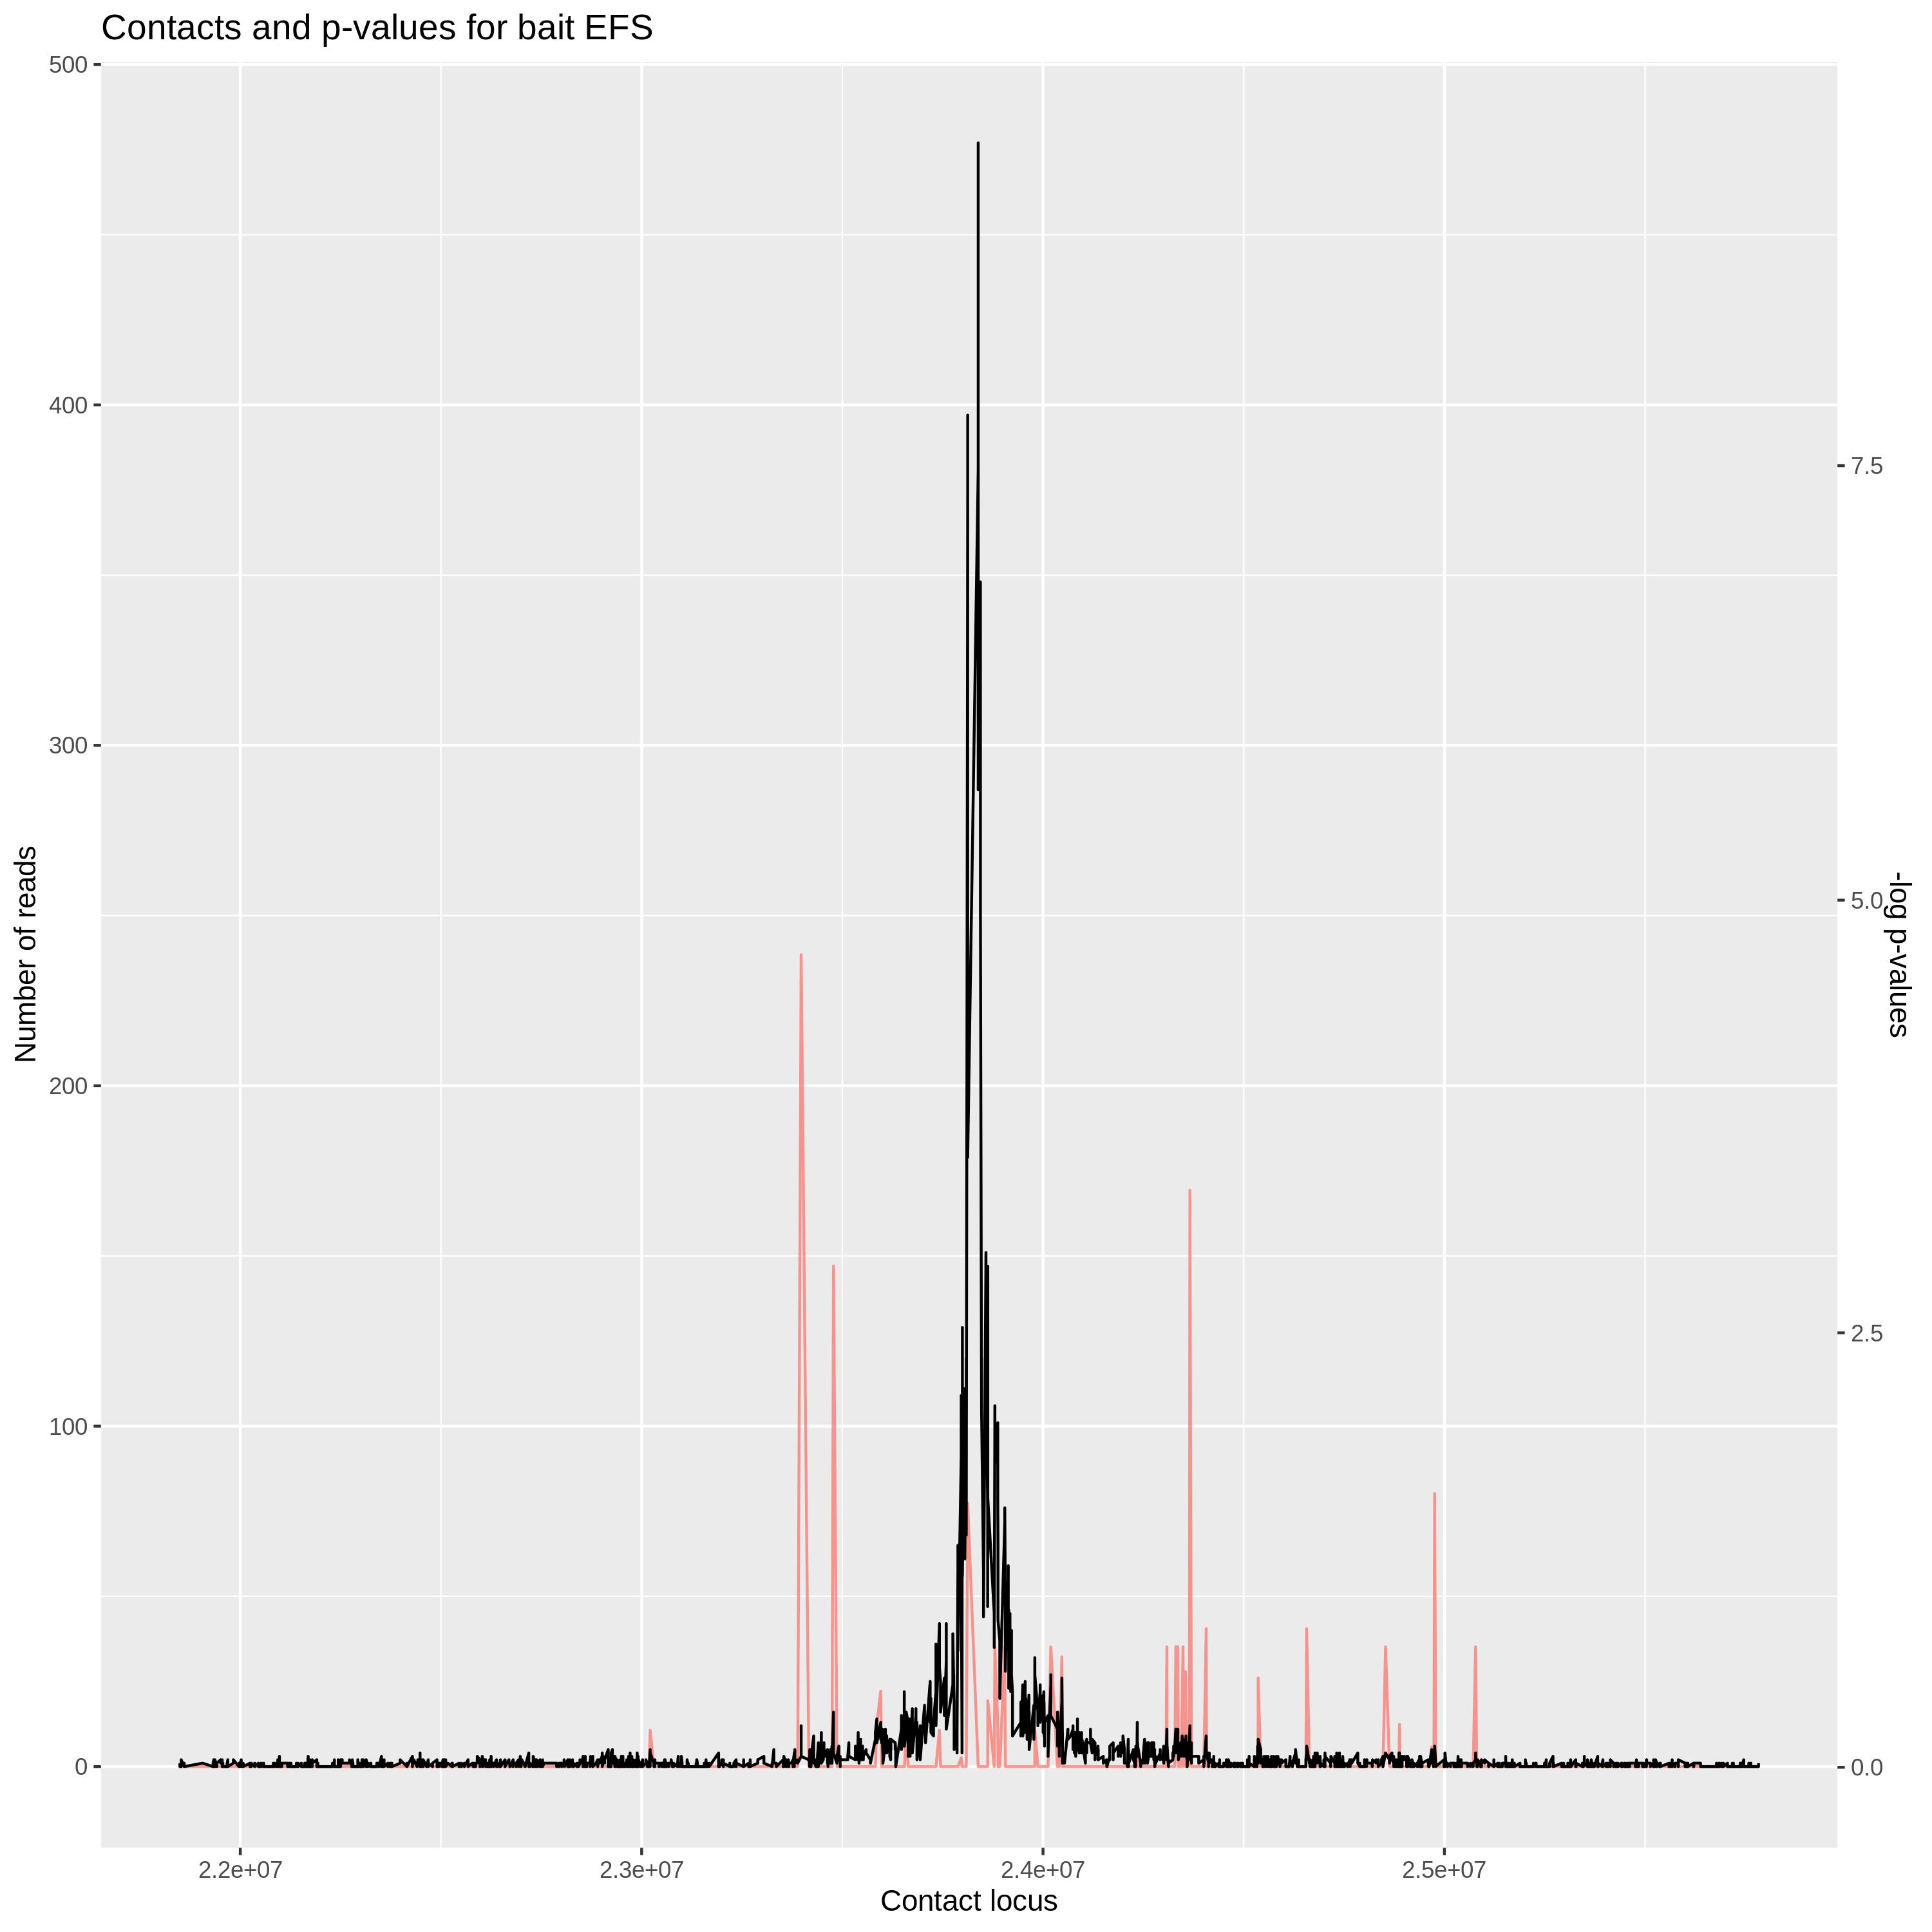 Contacts and p-values for bait EFS
500
400
300
200
100
0
Number of reads
7.5
5.0
2.5
0.0
-log p-values
2.2e+07
2.3e+07
2.4e+07
2.5e+07
Contact locus